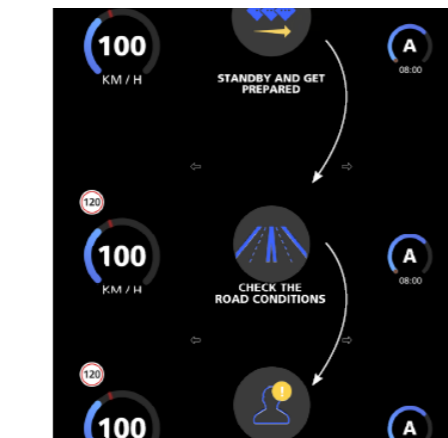 100
KM / H
STANDBY AND GET
PREPARED
A
08:00
120
100
KM / H
CHECK THE
ROAD CONDITIONS
A
08:00
120
100
!
A